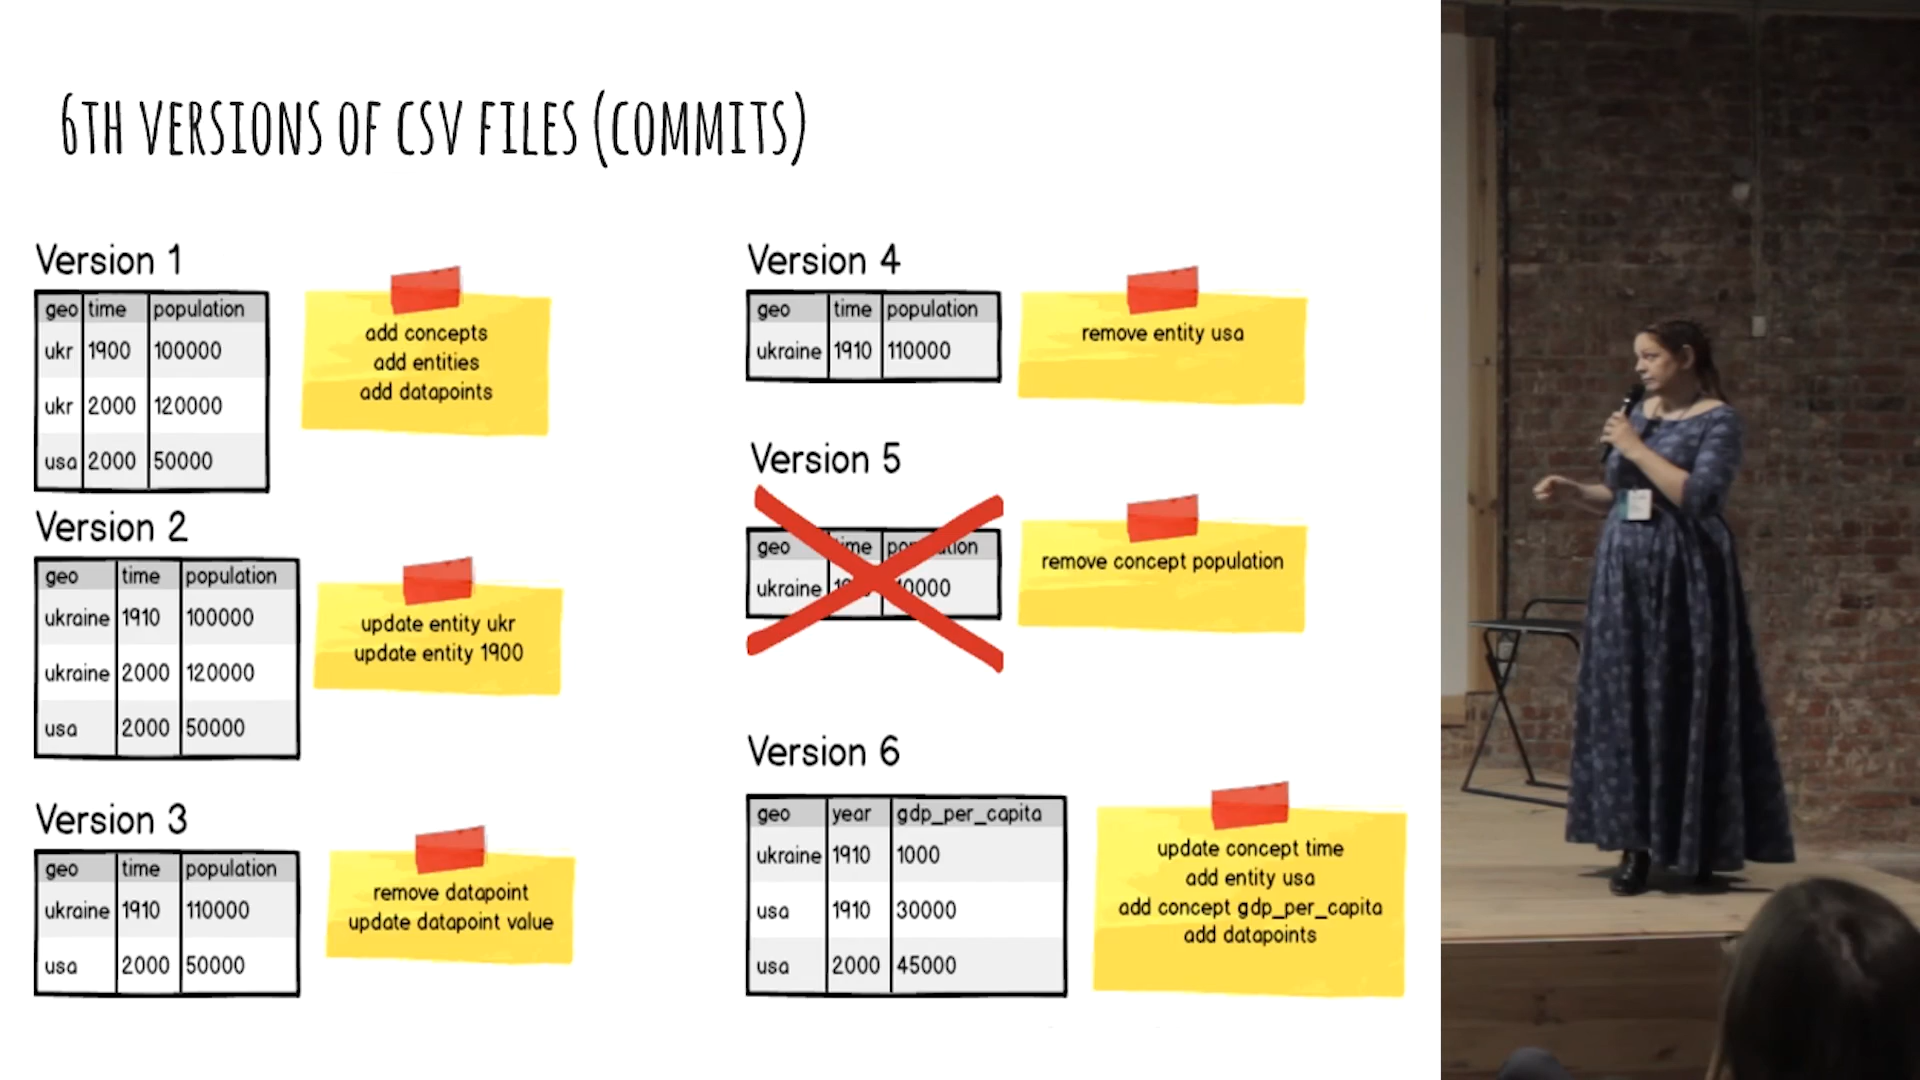 6TH VERSIONS OF CSV FILES (COMMITS)
Version 1
geo time population
ukr 1900 100000
ukr 2000 120000
usa 2000 50000
add concepts
add entities
add datapoints
Version 2
geo time population
ukraine 1910 100000
ukraine 2000 120000
usa 2000 50000
update entity ukr
update entity 1900
Version 3
geo time population
ukraine 1910 110000
usa 2000 50000
remove datapoint
update datapoint value
Version 4
geo time population
ukraine 1910 110000
remove entity usa
Version 5
geo
ukraine
remove concept population
Version 6
geo year gdp_per_capita
ukraine 1910 1000
usa 1910 30000
usa 2000 45000
update concept time
add entity usa
add concept gdp_per_capita
add datapoints